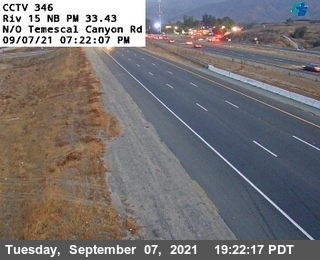 CCTV 346
Riv 15 NB PM 33.43
N/O Temescal Canyon Rd
09/07/21 07:22:07 PM
Tuesday, September 07, 2021 19:22:17 PDT